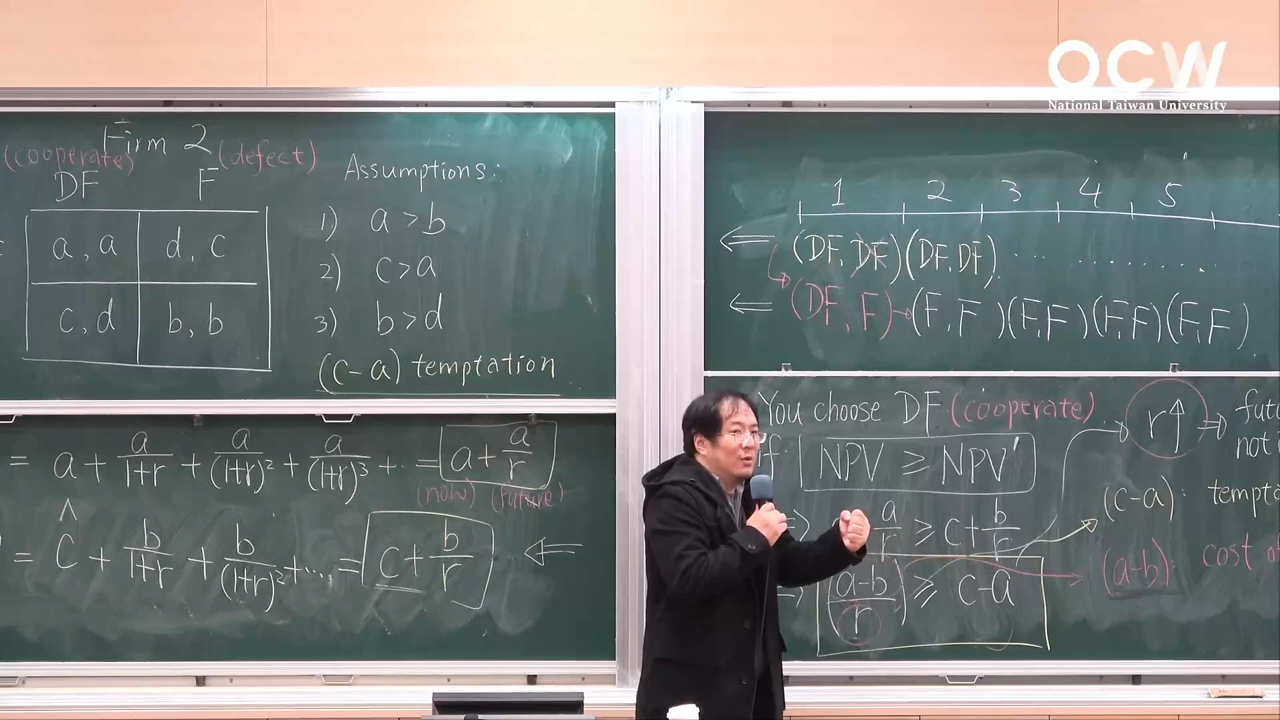 OCW
National Taiwan University
Firm 2
(cooperate) (defect)
DF F
a, a d, c
c, d b, b
Assumptions:
1) a > b
2) c > a
3) b > d
(c-a) temptation
= a + a/(1+r) + a/(1+r)² + a/(1+r)³ + ... = a + a/r
(now) (future)
= ĉ + b/(1+r) + b/(1+r)² + ... = c + b/r ⇐
1 2 3 4 5
⇐ (DF, DF)(DF, DF) ............
⇐ (DF, F)→(F, F)(F,F)(F,F)(F,F)
You choose DF (cooperate)
if NPV ≥ NPV'
⇒ a/r ≥ c + b/r
⇒ (a-b)/r ≥ c-a
r↑ ⇒
not
(c-a):
(a-b): cost